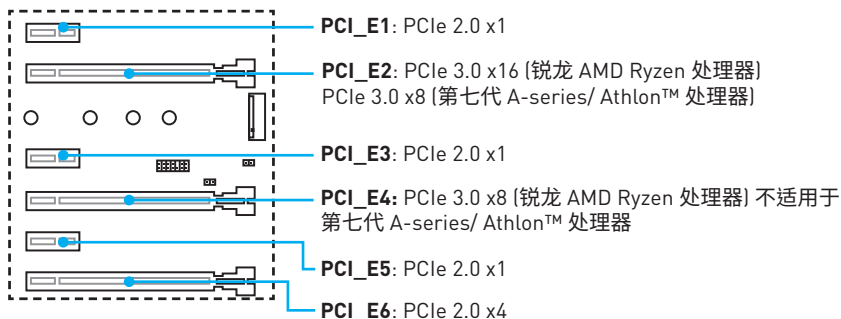 PCI_E1: PCIe 2.0 x1
PCI_E2: PCIe 3.0 x16 (锐龙 AMD Ryzen 处理器)
PCIe 3.0 x8 (第七代 A-series/ Athlon™ 处理器)
PCI_E3: PCIe 2.0 x1
PCI_E4: PCIe 3.0 x8 (锐龙 AMD Ryzen 处理器) 不适用于
第七代 A-series/ Athlon™ 处理器
PCI_E5: PCIe 2.0 x1
PCI_E6: PCIe 2.0 x4